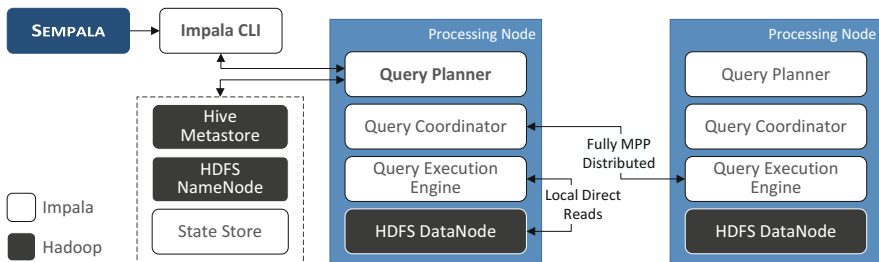 SEMPALA
Impala CLI
Processing Node
Query Planner
Query Coordinator
Query Execution
Engine
HDFS DataNode
Hive
Metastore
HDFS
NameNode
State Store
Fully MPP
Distributed
Local Direct
Reads
Processing Node
Query Planner
Query Coordinator
Query Execution
Engine
HDFS DataNode
Impala
Hadoop